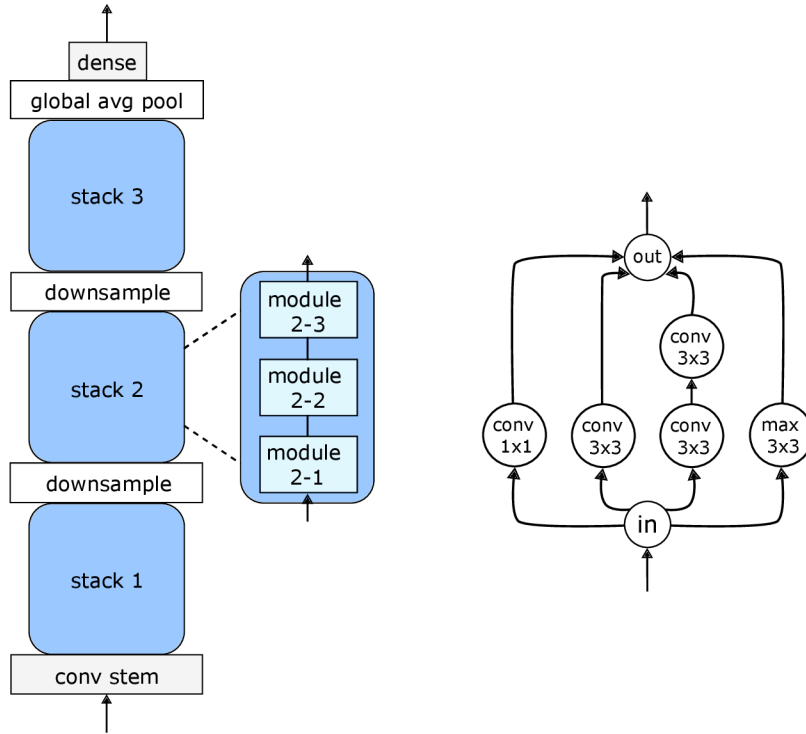 dense
global avg pool
stack 3
downsample
stack 2
downsample
stack 1
conv stem
module
2-3
module
2-2
module
2-1
out
conv
3x3
conv
1x1
conv
3x3
conv
3x3
max
3x3
in